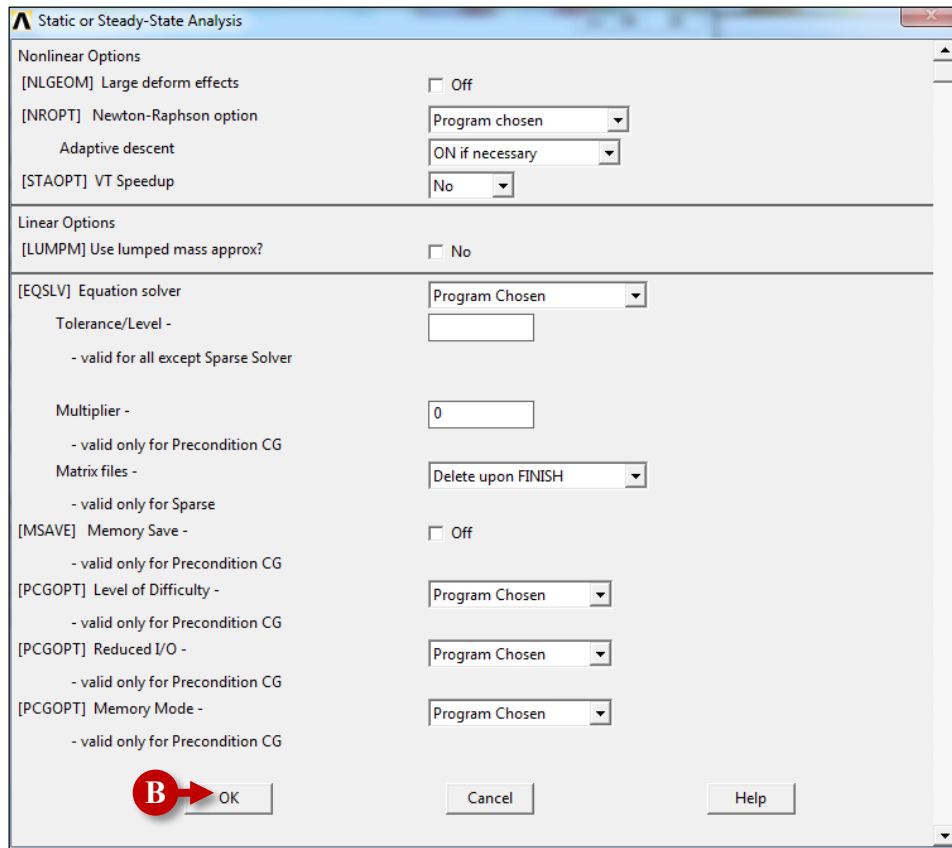 Static or Steady-State Analysis
Nonlinear Options
[NLGEOM] Large deform effects
Off
[NROPT] Newton-Raphson option
Program chosen
Adaptive descent
ON if necessary
[STAOPT] VT Speedup
No
Linear Options
[LUMPM] Use lumped mass approx?
No
[EQSLV] Equation solver
Program Chosen
Tolerance/Level -
- valid for all except Sparse Solver
Multiplier -
0
- valid only for Precondition CG
Matrix files -
Delete upon FINISH
- valid only for Sparse
[MSAVE] Memory Save -
Off
- valid only for Precondition CG
[PCGOPT] Level of Difficulty -
Program Chosen
- valid only for Precondition CG
[PCGOPT] Reduced I/O -
Program Chosen
- valid only for Precondition CG
[PCGOPT] Memory Mode -
Program Chosen
- valid only for Precondition CG
B
OK
Cancel
Help